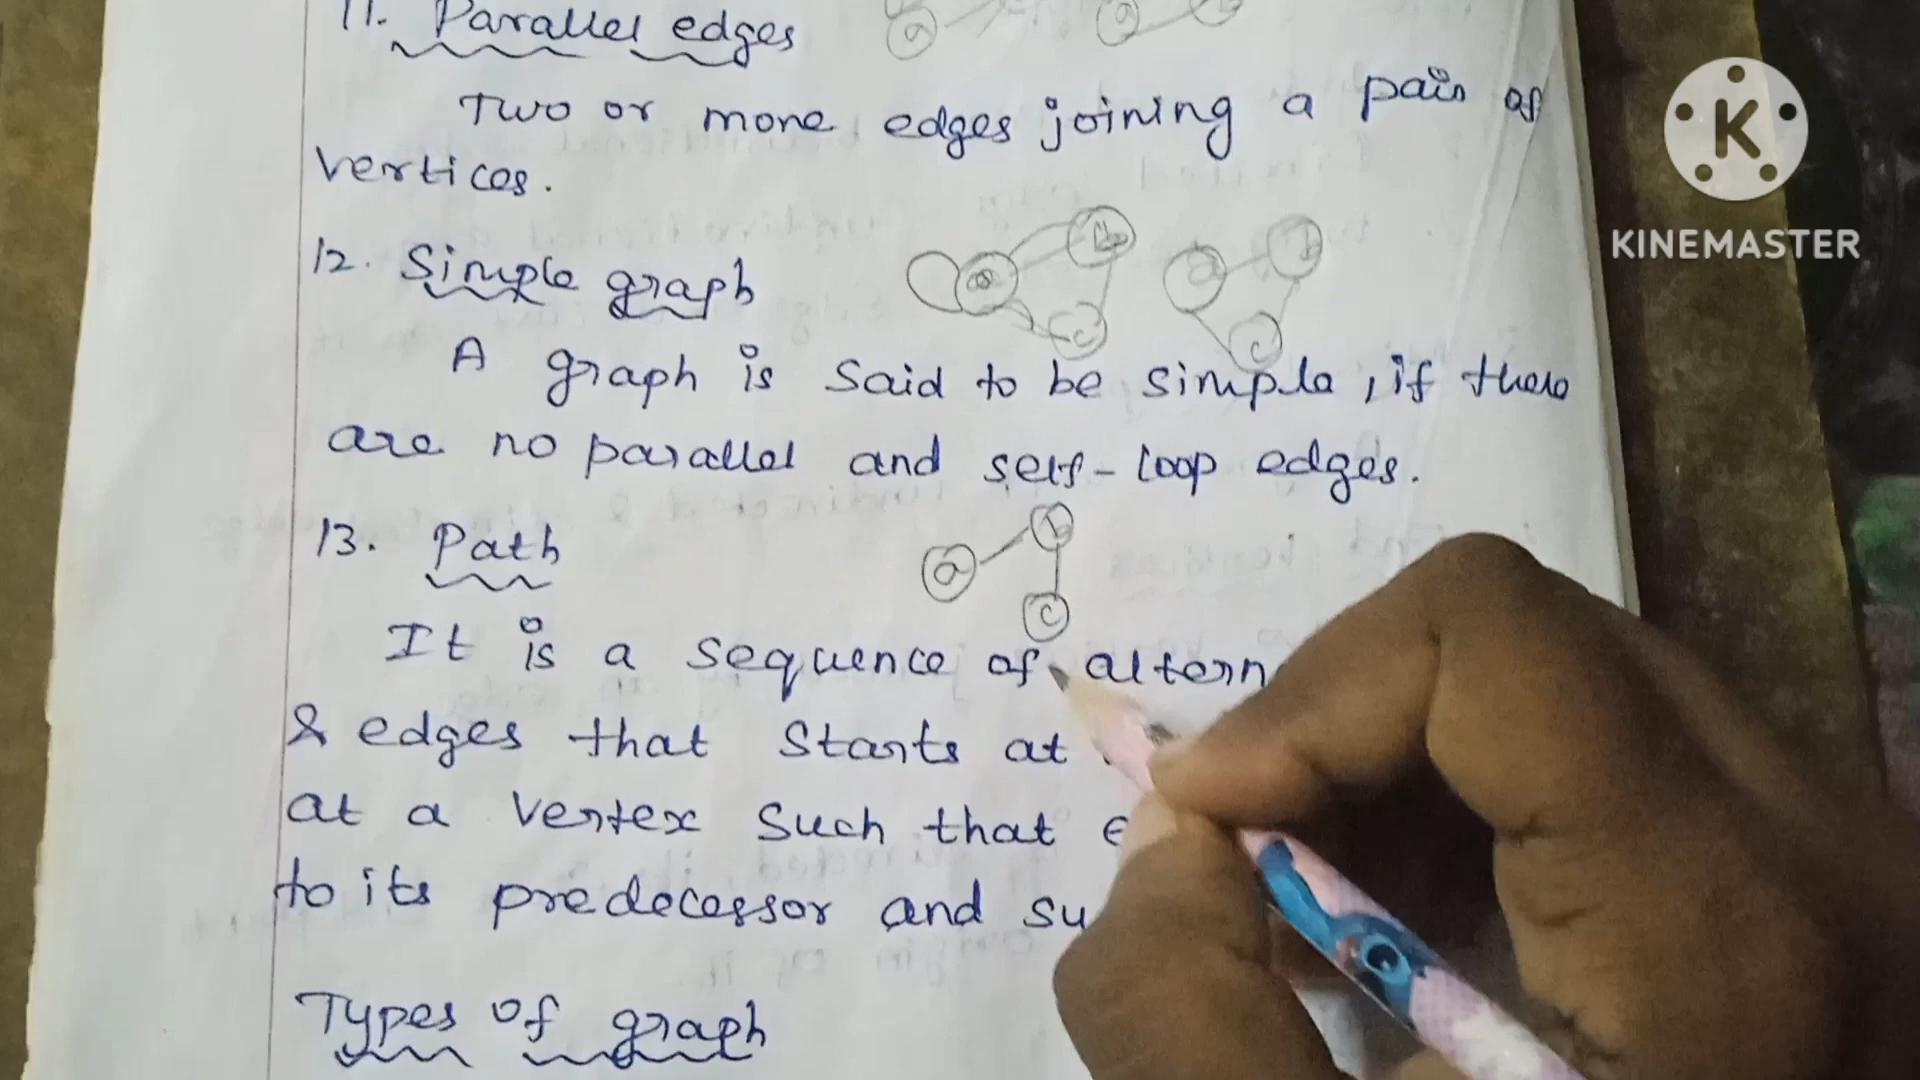 11. Parallel edges
Two or more edges joining a pair of
vertices.
12. Simple graph
A graph is said to be simple, if there
are no parallel and self-loop edges.
13. Path
It is a sequence of altern
& edges that starts at
at a vertex such that e
to its predecessor and su
Types of graph
a b c
a b c
a b c
K
KINEMASTER